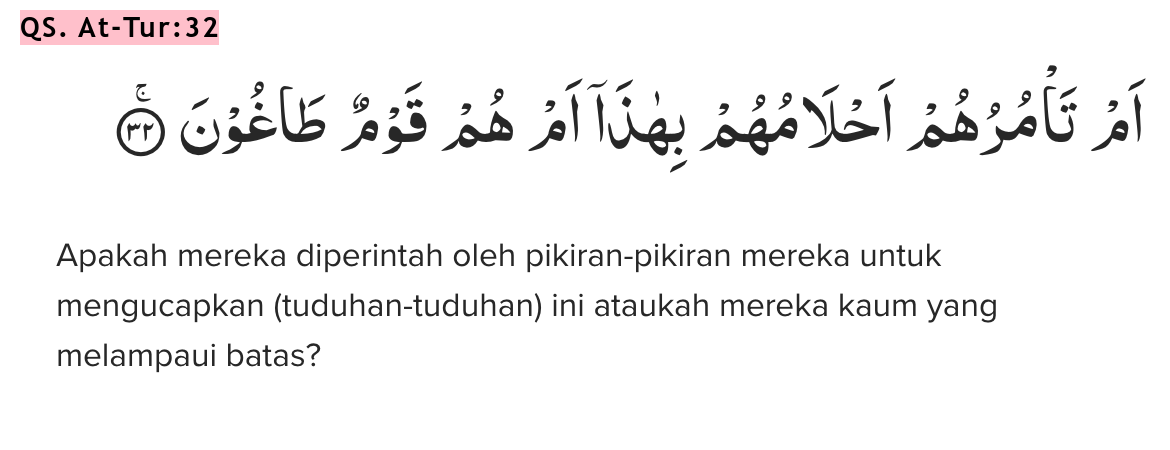 QS. At-Tur:32
اَمْ تَأْمُرُهُمْ اَحْلَامُهُمْ بِهٰذَآ اَمْ هُمْ قَوْمٌ طَاغُوْنَ ۚ ٣٢
Apakah mereka diperintah oleh pikiran-pikiran mereka untuk
mengucapkan (tuduhan-tuduhan) ini ataukah mereka kaum yang
melampaui batas?